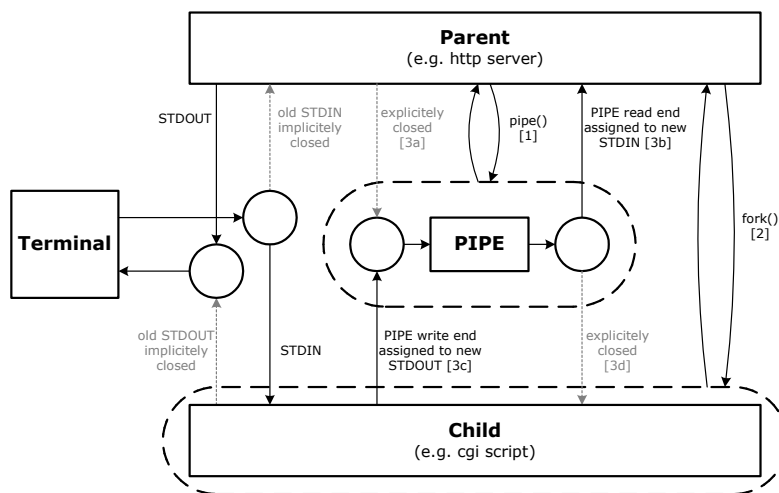 Parent
(e.g. http server)
STDOUT
old STDIN
implicitely
closed
explicitely
closed
[3a]
pipe()
[1]
PIPE read end
assigned to new
STDIN [3b]
fork()
[2]
Terminal
PIPE
old STDOUT
implicitely
closed
STDIN
PIPE write end
assigned to new
STDOUT [3c]
explicitely
closed
[3d]
Child
(e.g. cgi script)